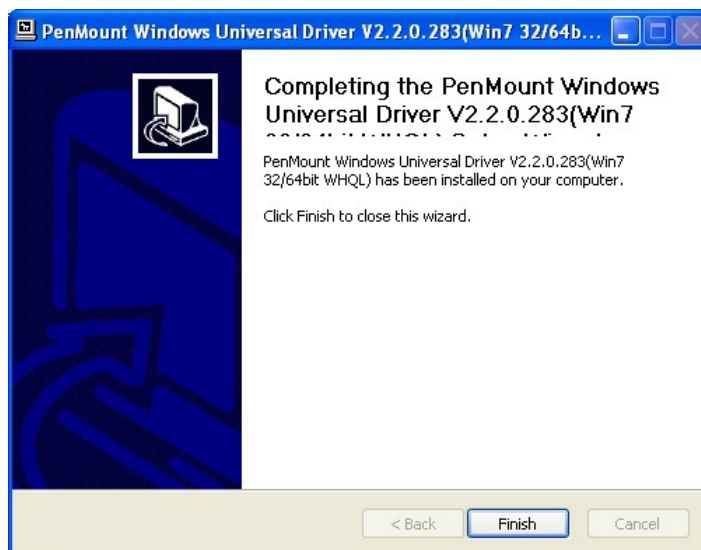 PenMount Windows Universal Driver V2.2.0.283(Win7 32/64b...
Completing the PenMount Windows
Universal Driver V2.2.0.283(Win7
PenMount Windows Universal Driver V2.2.0.283(Win7
32/64bit WHQL) has been installed on your computer.
Click Finish to close this wizard.
< Back
Finish
Cancel